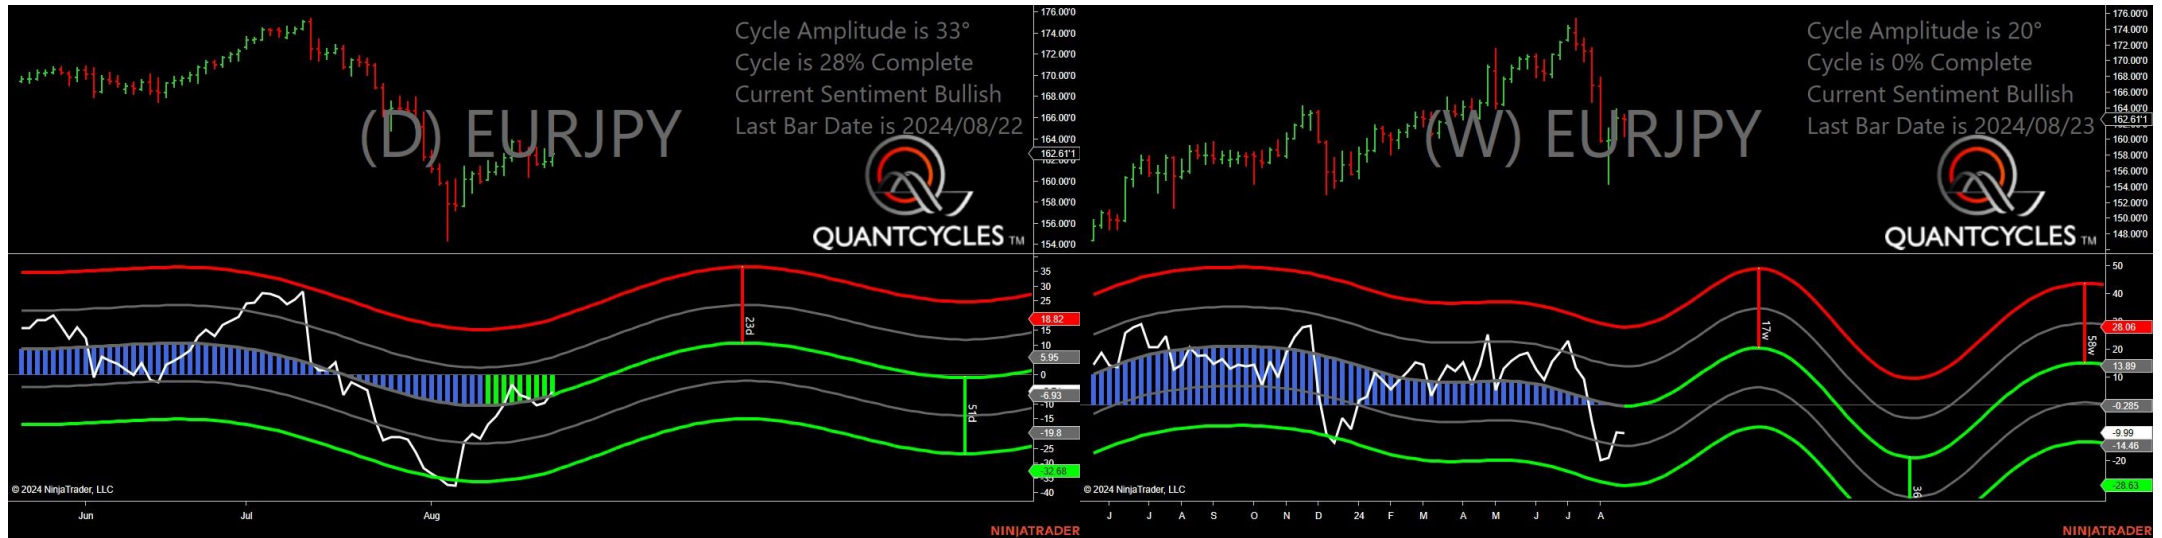 Cycle Amplitude is 33°
Cycle is 28% Complete
Current Sentiment Bullish
Last Bar Date is 2024/08/22
(D) EURJPY
QUANTCYCLES TM
176.00'0
174.00'0
172.00'0
170.00'0
168.00'0
166.00'0
164.00'0
162.61'1
160.00'0
158.00'0
156.00'0
154.00'0
35
30
25
18.82
15
10
5.95
0
-6.93
-10
-15
-19.8
-25
-32.68
-35
-40
23d
51d
© 2024 NinjaTrader, LLC
Jun
Jul
Aug
NINJATRADER
Cycle Amplitude is 20°
Cycle is 0% Complete
Current Sentiment Bullish
Last Bar Date is 2024/08/23
(W) EURJPY
QUANTCYCLES TM
176.00'0
174.00'0
172.00'0
170.00'0
168.00'0
166.00'0
164.00'0
162.61'1
160.00'0
158.00'0
156.00'0
154.00'0
152.00'0
150.00'0
148.00'0
50
40
28.06
20
13.89
10
-0.285
-9.99
-14.46
-20
-28.63
17w
36
58w
© 2024 NinjaTrader, LLC
J J A S O N D 24 F M A M J J A
NINJATRADER